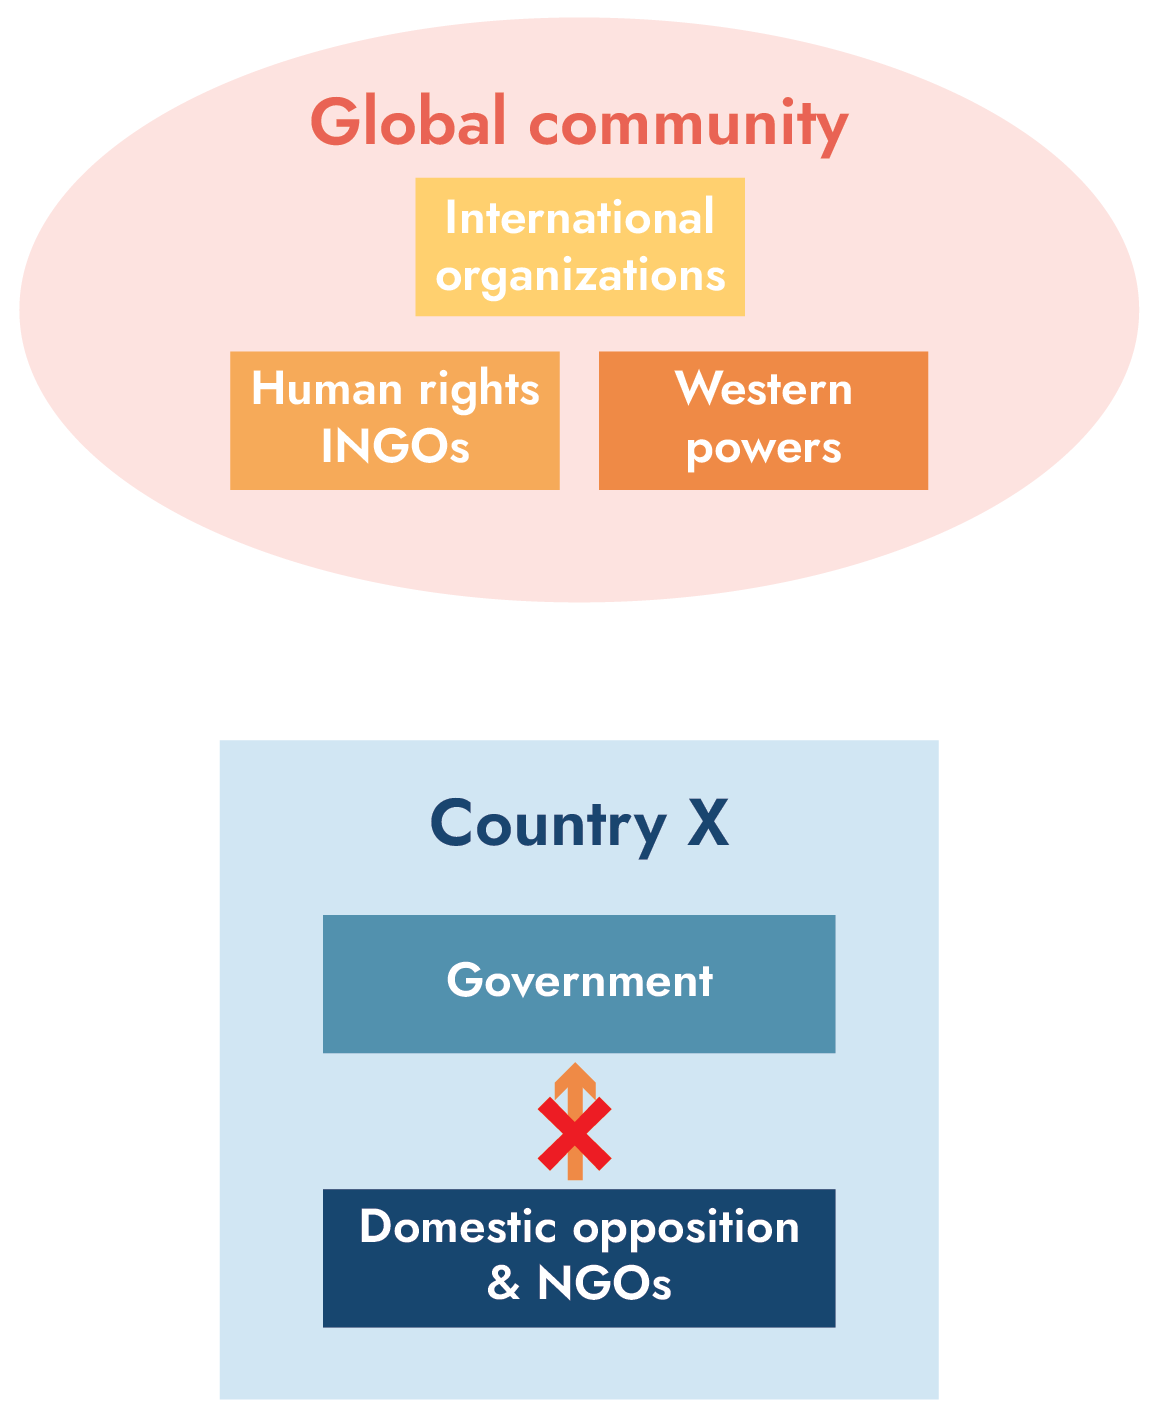 Global community
International
organizations
Human rights
INGOs
Western
powers
Country X
Government
Domestic opposition
& NGOs